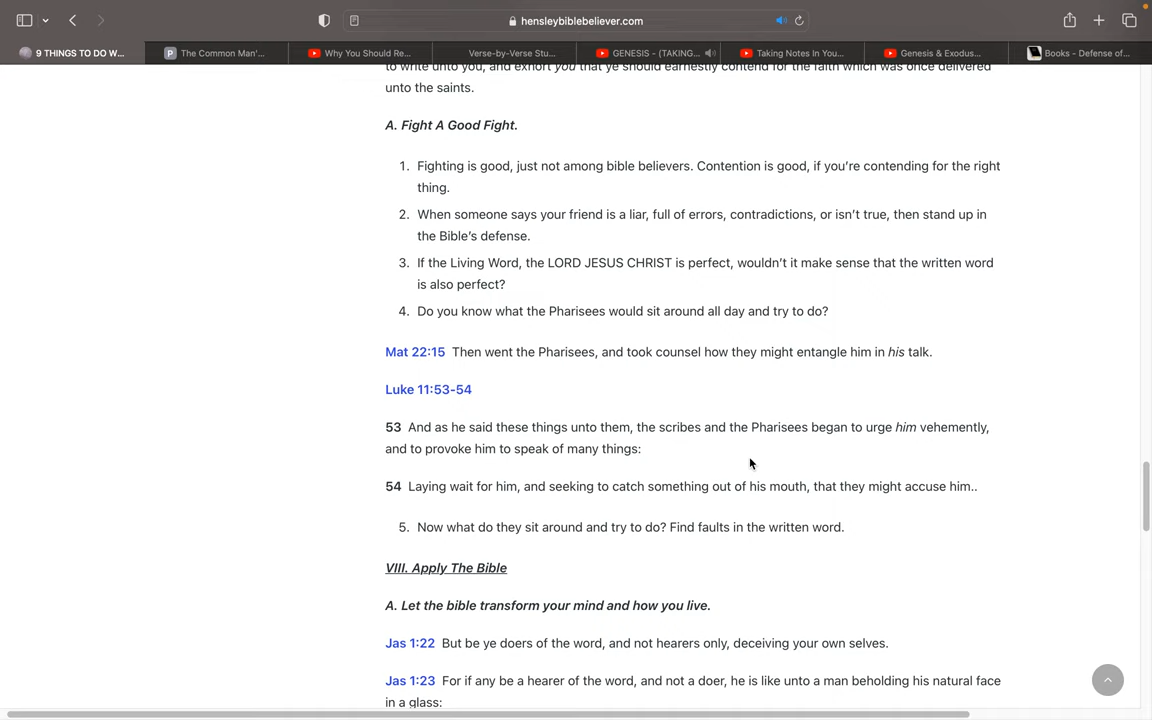 hensleybiblebeliever.com
9 THINGS TO DO W...
The Common Man'...
Why You Should Re...
Verse-by-Verse Stu...
GENESIS - (TAKING...
Taking Notes In You...
Genesis & Exodus...
Books - Defense of...
to write unto you, and exhort you that ye should earnestly contend for the faith which was once delivered
unto the saints.
A. Fight A Good Fight.
1. Fighting is good, just not among bible believers. Contention is good, if you're contending for the right
thing.
2. When someone says your friend is a liar, full of errors, contradictions, or isn't true, then stand up in
the Bible's defense.
3. If the Living Word, the LORD JESUS CHRIST is perfect, wouldn't it make sense that the written word
is also perfect?
4. Do you know what the Pharisees would sit around all day and try to do?
Mat 22:15 Then went the Pharisees, and took counsel how they might entangle him in his talk.
Luke 11:53-54
53 And as he said these things unto them, the scribes and the Pharisees began to urge him vehemently,
and to provoke him to speak of many things:
54 Laying wait for him, and seeking to catch something out of his mouth, that they might accuse him..
5. Now what do they sit around and try to do? Find faults in the written word.
VIII. Apply The Bible
A. Let the bible transform your mind and how you live.
Jas 1:22 But be ye doers of the word, and not hearers only, deceiving your own selves.
Jas 1:23 For if any be a hearer of the word, and not a doer, he is like unto a man beholding his natural face
in a glass: